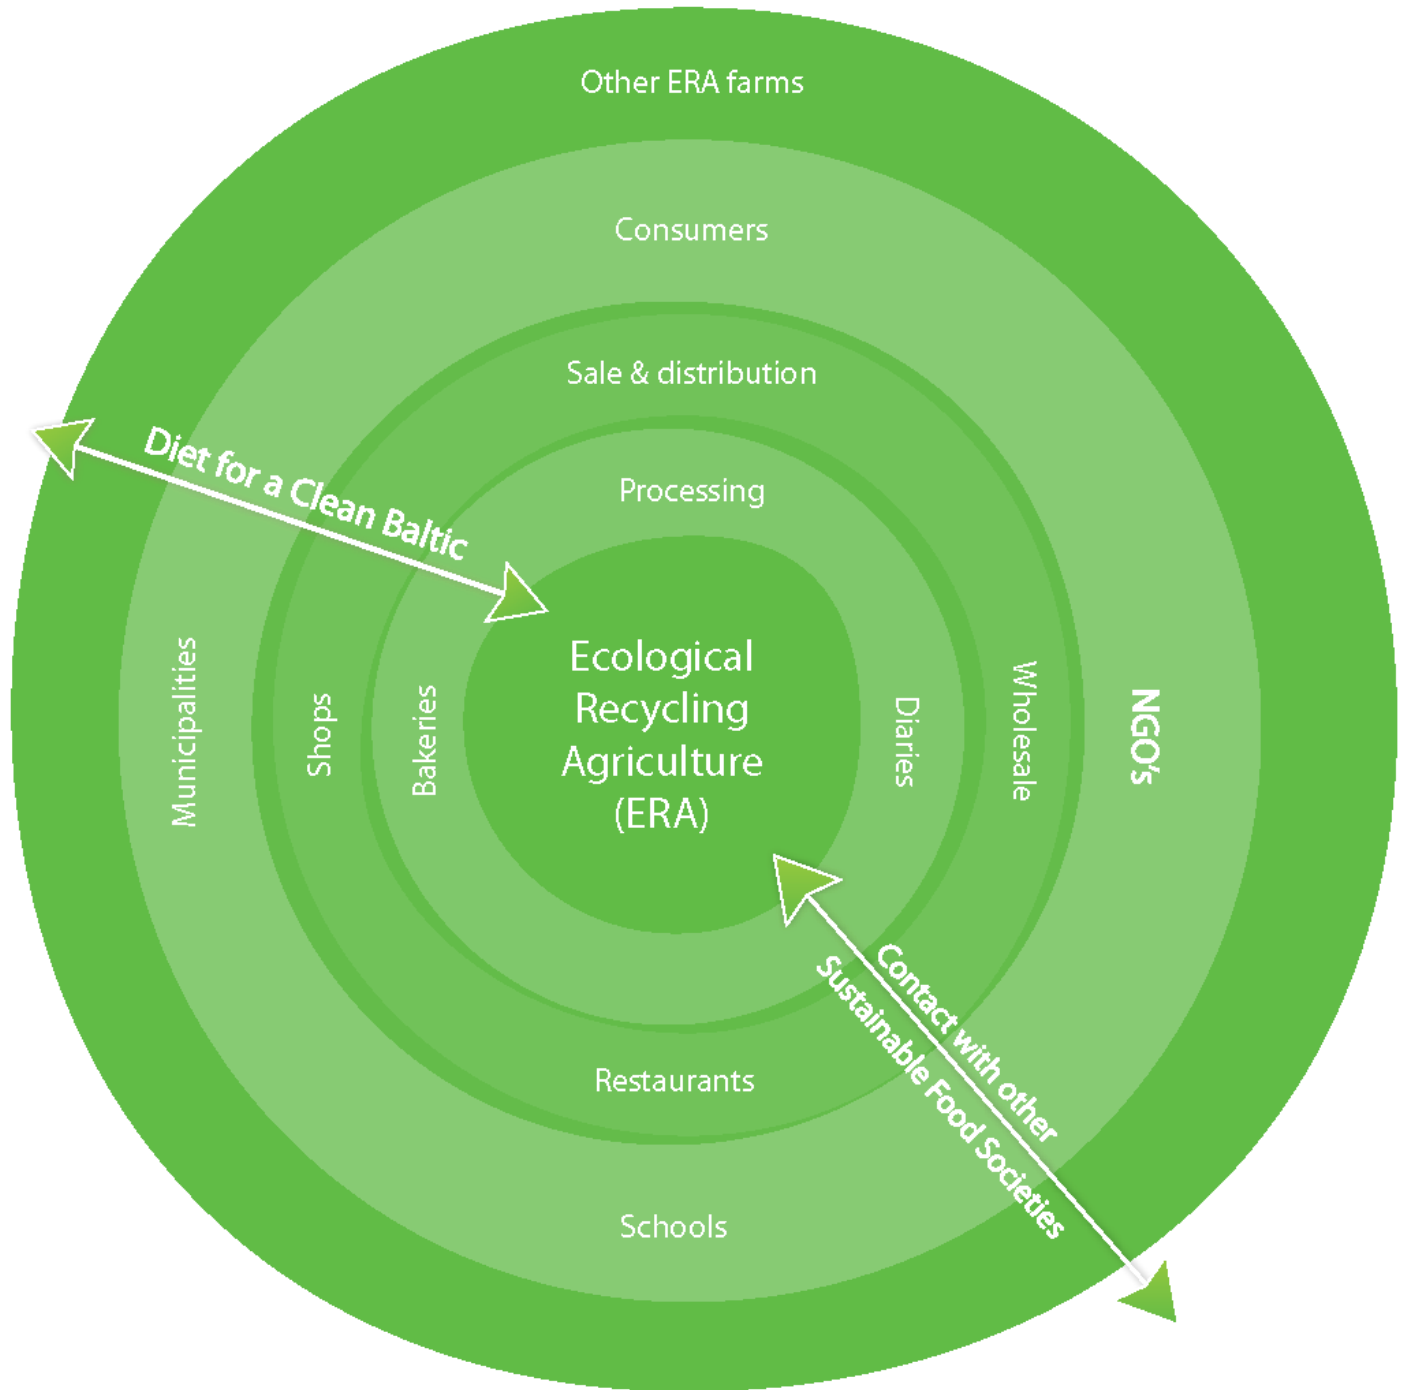 Other ERA farms
Consumers
Sale & distribution
Processing
Diet for a Clean Baltic
Ecological
Recycling
Agriculture
(ERA)
Municipalities
Shops
Bakeries
Diaries
Wholesale
NGO's
Contact with other
Sustainable Food Societies
Restaurants
Schools